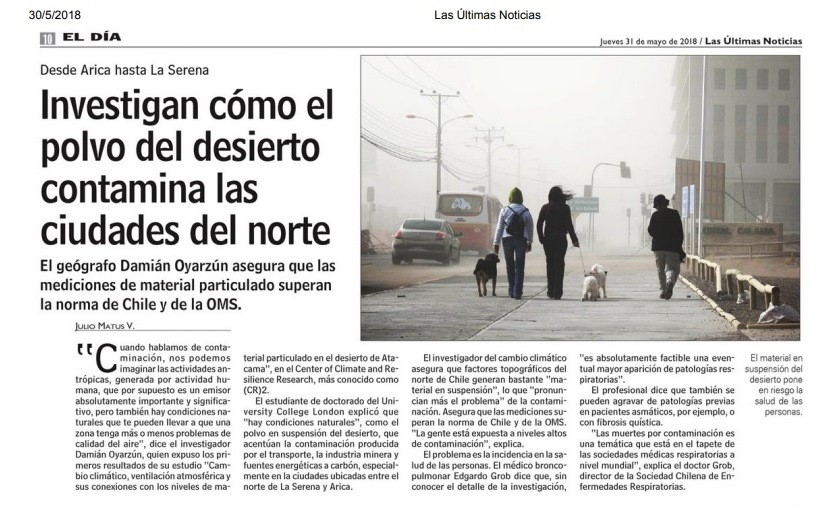 30/5/2018
Las Últimas Noticias
10 EL DÍA
Jueves 31 de mayo de 2018 / Las Últimas Noticias
Desde Arica hasta La Serena
Investigan cómo el
polvo del desierto
contamina las
ciudades del norte
El geógrafo Damián Oyarzún asegura que las
mediciones de material particulado superan
la norma de Chile y de la OMS.
JULIO MATUS V.
"Cuando hablamos de conta-
minación, nos podemos
imaginar las actividades an-
trópicas, generada por actividad hu-
mana, que por supuesto es un emisor
absolutamente importante y significa-
tivo, pero también hay condiciones na-
turales que te pueden llevar a que una
zona tenga más o menos problemas de
calidad del aire", dice el investigador
Damián Oyarzún, quien expuso los pri-
meros resultados de su estudio "Cam-
bio climático, ventilación atmosférica y
sus conexiones con los niveles de ma-
terial particulado en el desierto de Ata-
cama", en el Center of Climate and Re-
silience Research, más conocido como
(CR)2.
El estudiante de doctorado del Uni-
versity College London explicó que
"hay condiciones naturales", como el
polvo en suspensión del desierto, que
acentúan la contaminación producida
por el transporte, la industria minera y
fuentes energéticas a carbón, especial-
mente en la ciudades ubicadas entre el
norte de La Serena y Arica.
El investigador del cambio climático
asegura que factores topográficos del
norte de Chile generan bastante "ma-
terial en suspensión", lo que "pronun-
cian más el problema" de la contami-
nación. Asegura que las mediciones su-
peran la norma de Chile y de la OMS.
"La gente está expuesta a niveles altos
de contaminación", explica.
El problema es la incidencia en la sa-
lud de las personas. El médico bronco-
pulmonar Edgardo Grob dice que, sin
conocer el detalle de la investigación,
"es absolutamente factible una even-
tual mayor aparición de patologías res-
piratorias".
El profesional dice que también se
pueden agravar de patologías previas
en pacientes asmáticos, por ejemplo, o
con fibrosis quística.
"Las muertes por contaminación es
una temática que está en el tapete de
las sociedades médicas respiratorias a
nivel mundial", explica el doctor Grob,
director de la Sociedad Chilena de En-
fermedades Respiratorias.
El material en
suspensión del
desierto pone
en riesgo la
salud de las
personas.